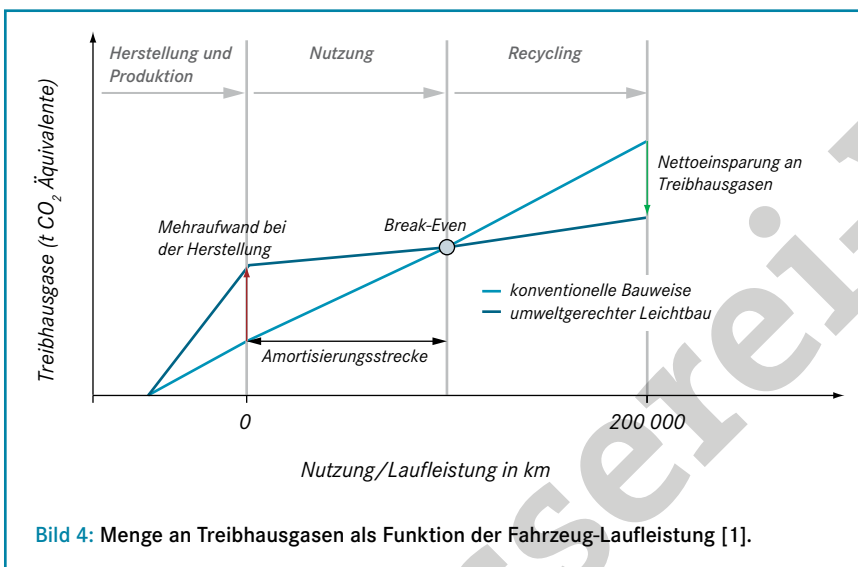 Herstellung und
Produktion
Nutzung
Recycling
Treibhausgase (t CO₂ Äquivalente)
Mehraufwand bei
der Herstellung
Break-Even
Nettoeinsparung an
Treibhausgasen
konventionelle Bauweise
umweltgerechter Leichtbau
Amortisierungsstrecke
0
200 000
Nutzung/Laufleistung in km
Bild 4: Menge an Treibhausgasen als Funktion der Fahrzeug-Laufleistung [1].
sserei-